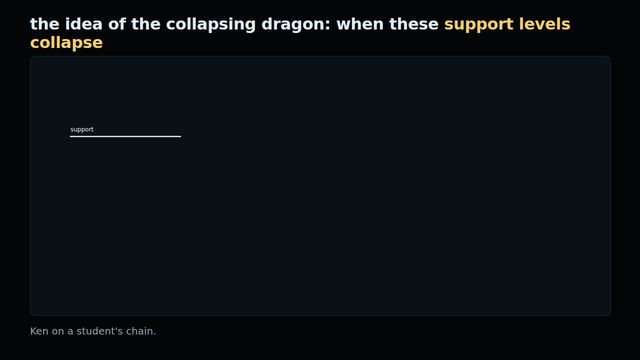 the idea of the collapsing dragon: when these support levels
collapse
support
Ken on a student's chain.